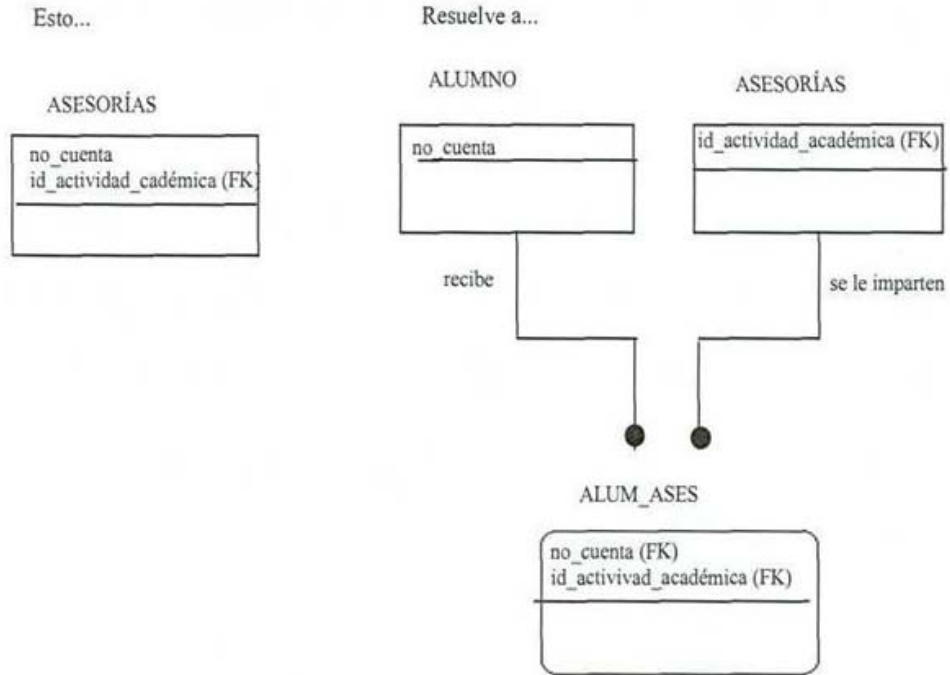 Esto...
Resuelve a...
ASESORÍAS
no_cuenta
id_actividad_cadémica (FK)
ALUMNO
no_cuenta
ASESORÍAS
id_actividad_académica (FK)
recibe
se le imparten
ALUM_ASES
no_cuenta (FK)
id_activivad_académica (FK)